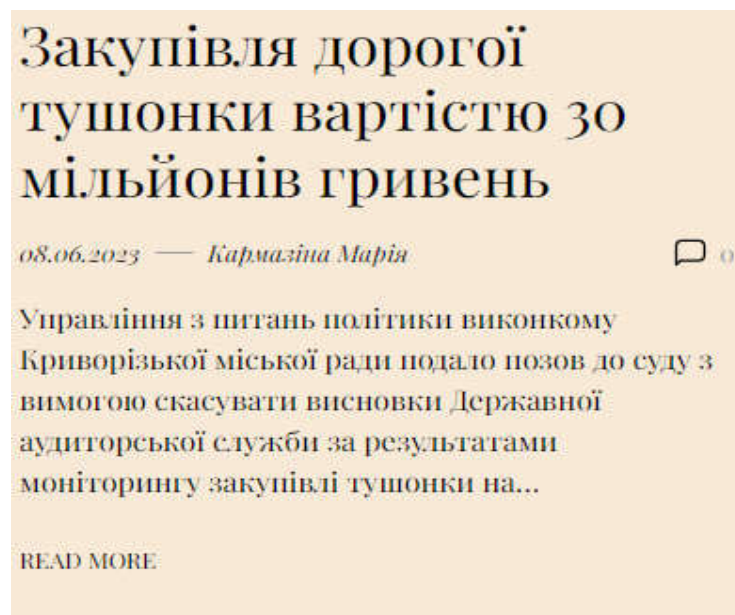 Закупівля дорогої
тушонки вартістю 30
мільйонів гривень
08.06.2023 — Кармазіна Марія 0
Управління з питань політики виконкому
Криворізької міської ради подало позов до суду з
вимогою скасувати висновки Державної
аудиторської служби за результатами
моніторингу закупівлі тушонки на...
READ MORE